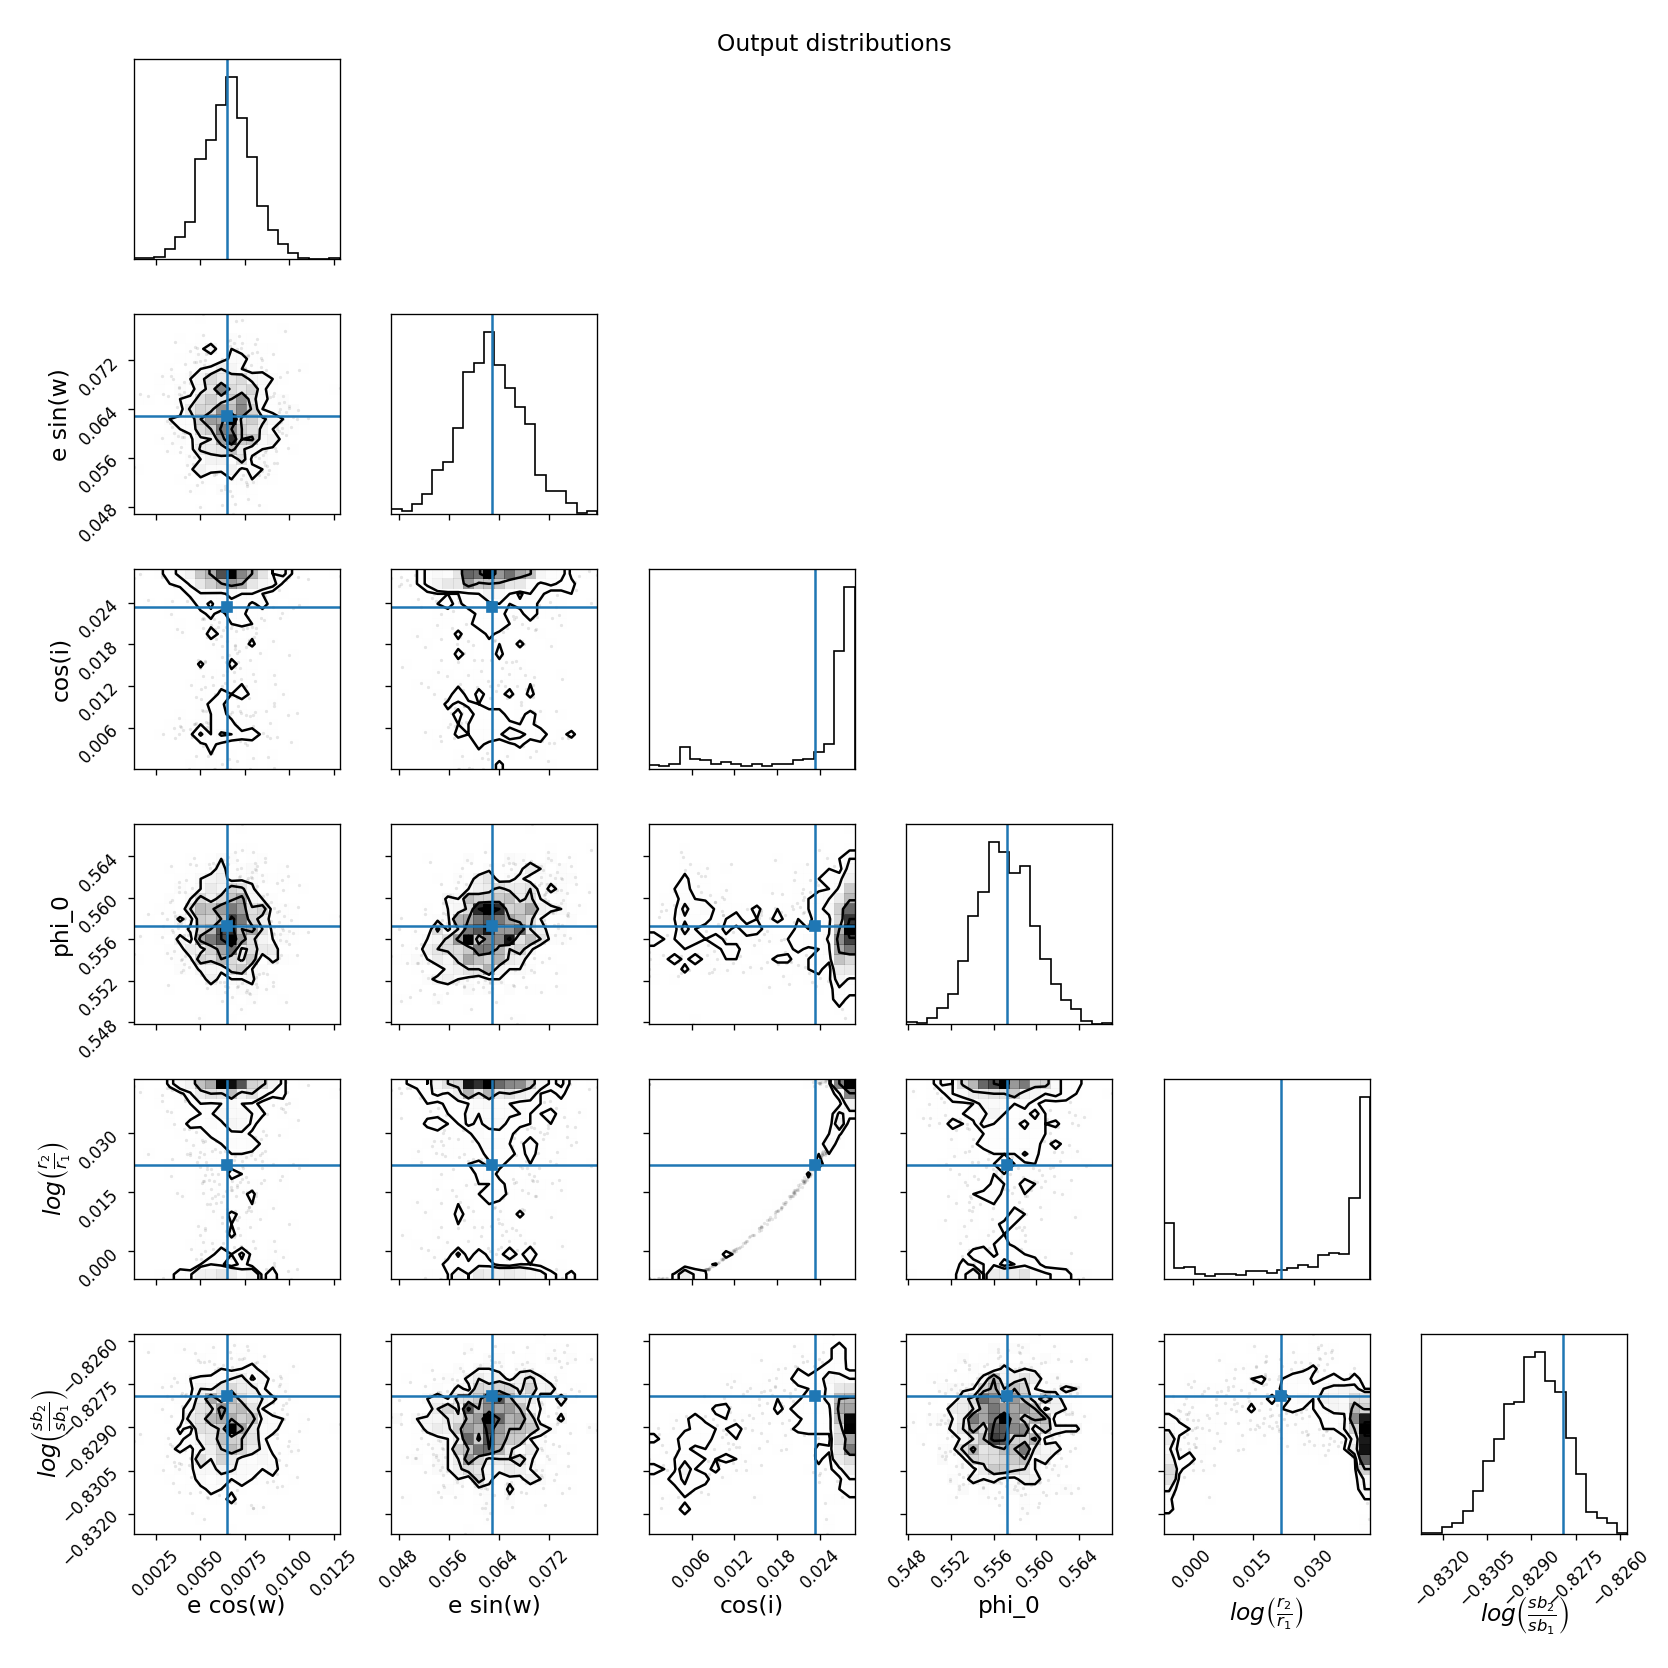 Output distributions
e sin(w)
0.072
0.064
0.056
0.048
cos(i)
0.024
0.018
0.012
0.006
phi_0
0.564
0.560
0.556
0.552
0.548
log(r₂/r₁)
0.030
0.015
0.000
log(sb₂/sb₁)
−0.8260
−0.8275
−0.8290
−0.8305
−0.8320
0.0025 0.0050 0.0075 0.0100 0.0125
0.048 0.056 0.064 0.072
0.006 0.012 0.018 0.024
0.548 0.552 0.556 0.560 0.564
0.000 0.015 0.030
−0.8320 −0.8305 −0.8290 −0.8275 −0.8260
e cos(w) e sin(w) cos(i) phi_0 log(r₂/r₁) log(sb₂/sb₁)